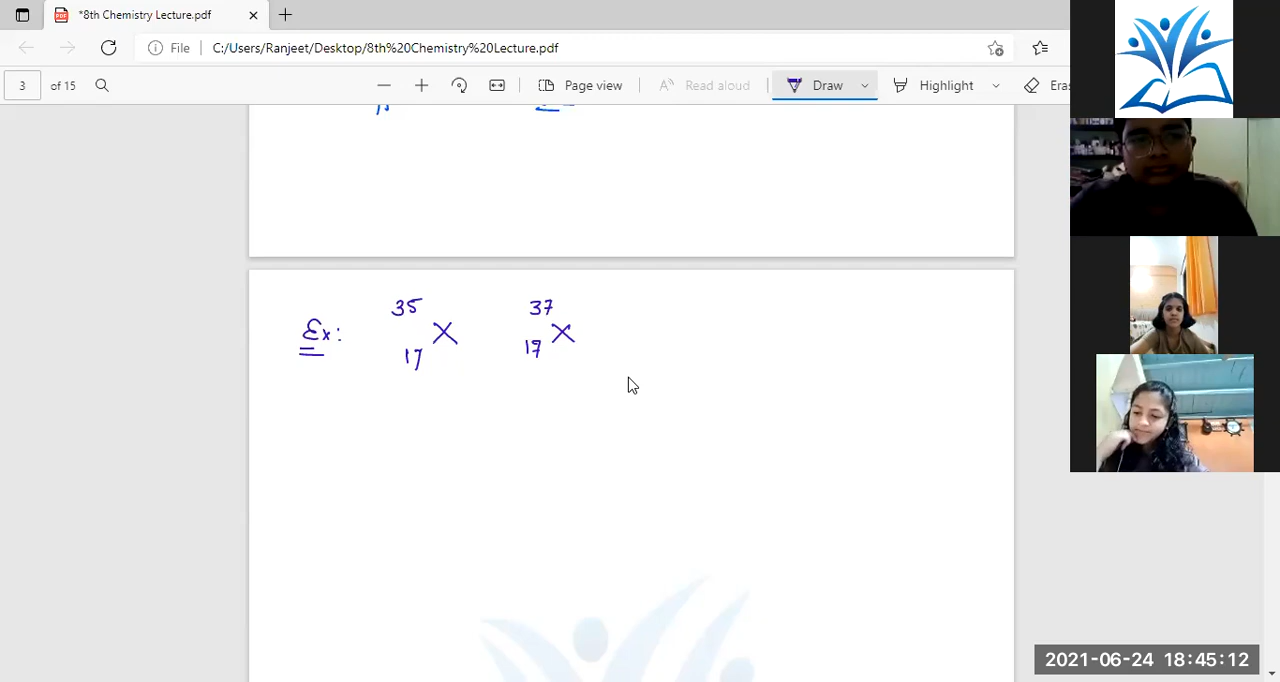 *8th Chemistry Lecture.pdf
File C:/Users/Ranjeet/Desktop/8th%20Chemistry%20Lecture.pdf
3 of 15 Page view Read aloud Draw Highlight Eras
Ex: 35 17 X 37 17 X
2021-06-24 18:45:12